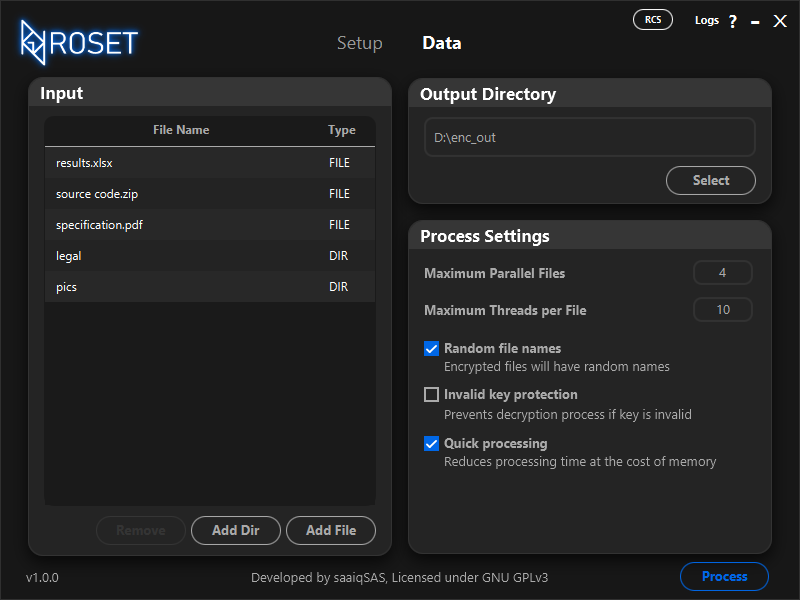 ROSET
Setup
Data
RC5
Logs
?
Input
File Name Type
results.xlsx FILE
source code.zip FILE
specification.pdf FILE
legal DIR
pics DIR
Remove
Add Dir
Add File
Output Directory
D:\enc_out
Select
Process Settings
Maximum Parallel Files 4
Maximum Threads per File 10
Random file names
Encrypted files will have random names
Invalid key protection
Prevents decryption process if key is invalid
Quick processing
Reduces processing time at the cost of memory
v1.0.0
Developed by saaiqSAS, Licensed under GNU GPLv3
Process